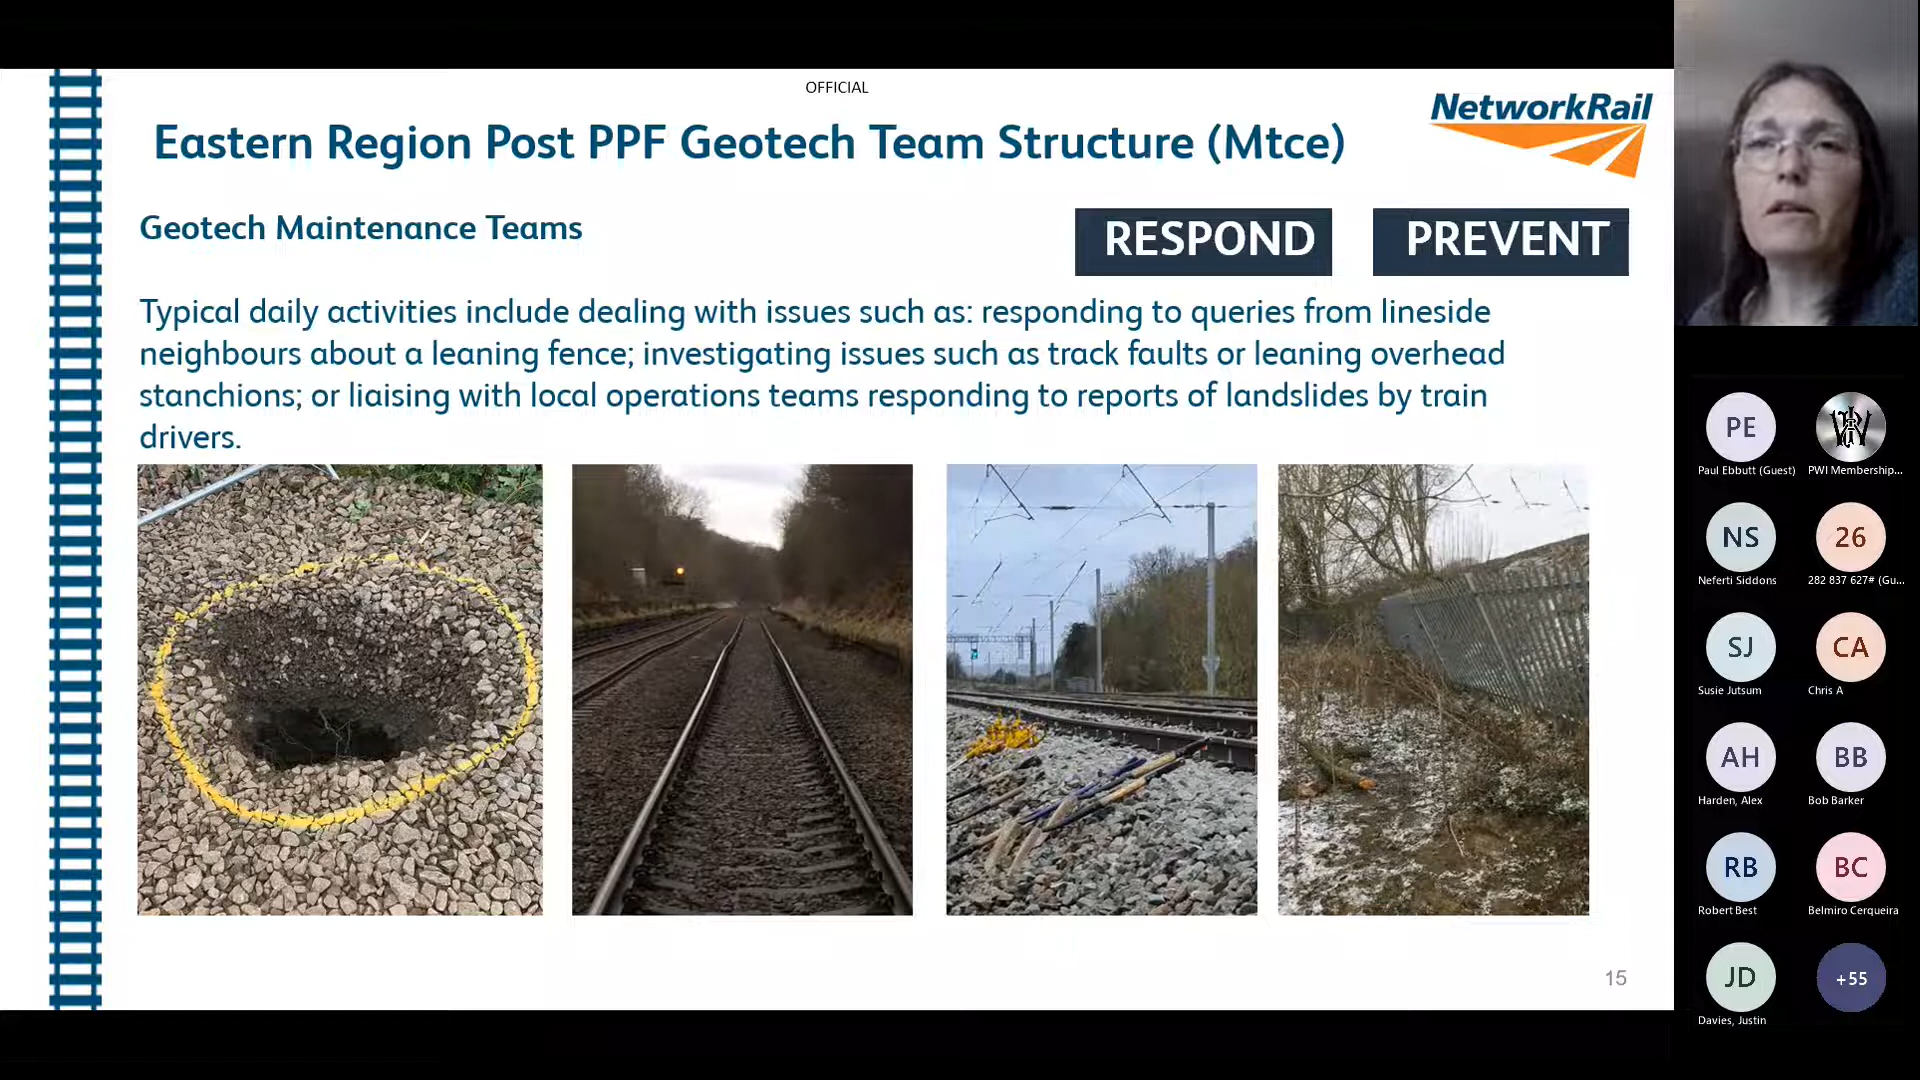 OFFICIAL
NetworkRail
Eastern Region Post PPF Geotech Team Structure (Mtce)
Geotech Maintenance Teams
RESPOND
PREVENT
Typical daily activities include dealing with issues such as: responding to queries from lineside
neighbours about a leaning fence; investigating issues such as track faults or leaning overhead
stanchions; or liaising with local operations teams responding to reports of landslides by train
drivers.
15
PE
Paul Ebbutt (Guest)
PWI Membership...
NS
Neferti Siddons
26
282 837 627# (Gu...
SJ
Susie Jutsum
CA
Chris A
AH
Harden, Alex
BB
Bob Barker
RB
Robert Best
BC
Belmiro Cerqueira
JD
Davies, Justin
+55